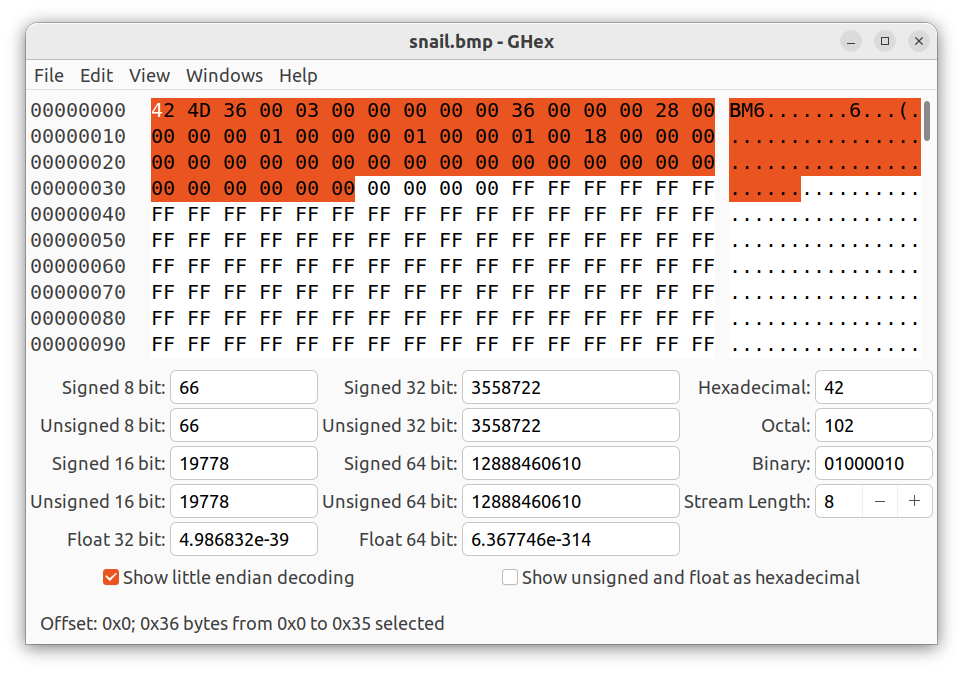 snail.bmp - GHex
File Edit View Windows Help
00000000 42 4D 36 00 03 00 00 00 00 00 36 00 00 00 28 00 BM6.......6...(.
00000010 00 00 00 01 00 00 00 01 00 00 01 00 18 00 00 00 ................
00000020 00 00 00 00 00 00 00 00 00 00 00 00 00 00 00 00 ................
00000030 00 00 00 00 00 00 00 00 00 00 FF FF FF FF FF FF ................
00000040 FF FF FF FF FF FF FF FF FF FF FF FF FF FF FF FF ................
00000050 FF FF FF FF FF FF FF FF FF FF FF FF FF FF FF FF ................
00000060 FF FF FF FF FF FF FF FF FF FF FF FF FF FF FF FF ................
00000070 FF FF FF FF FF FF FF FF FF FF FF FF FF FF FF FF ................
00000080 FF FF FF FF FF FF FF FF FF FF FF FF FF FF FF FF ................
00000090 FF FF FF FF FF FF FF FF FF FF FF FF FF FF FF FF ................
Signed 8 bit: 66 Signed 32 bit: 3558722 Hexadecimal: 42
Unsigned 8 bit: 66 Unsigned 32 bit: 3558722 Octal: 102
Signed 16 bit: 19778 Signed 64 bit: 12888460610 Binary: 01000010
Unsigned 16 bit: 19778 Unsigned 64 bit: 12888460610 Stream Length: 8 − +
Float 32 bit: 4.986832e-39 Float 64 bit: 6.367746e-314
Show little endian decoding Show unsigned and float as hexadecimal
Offset: 0x0; 0x36 bytes from 0x0 to 0x35 selected